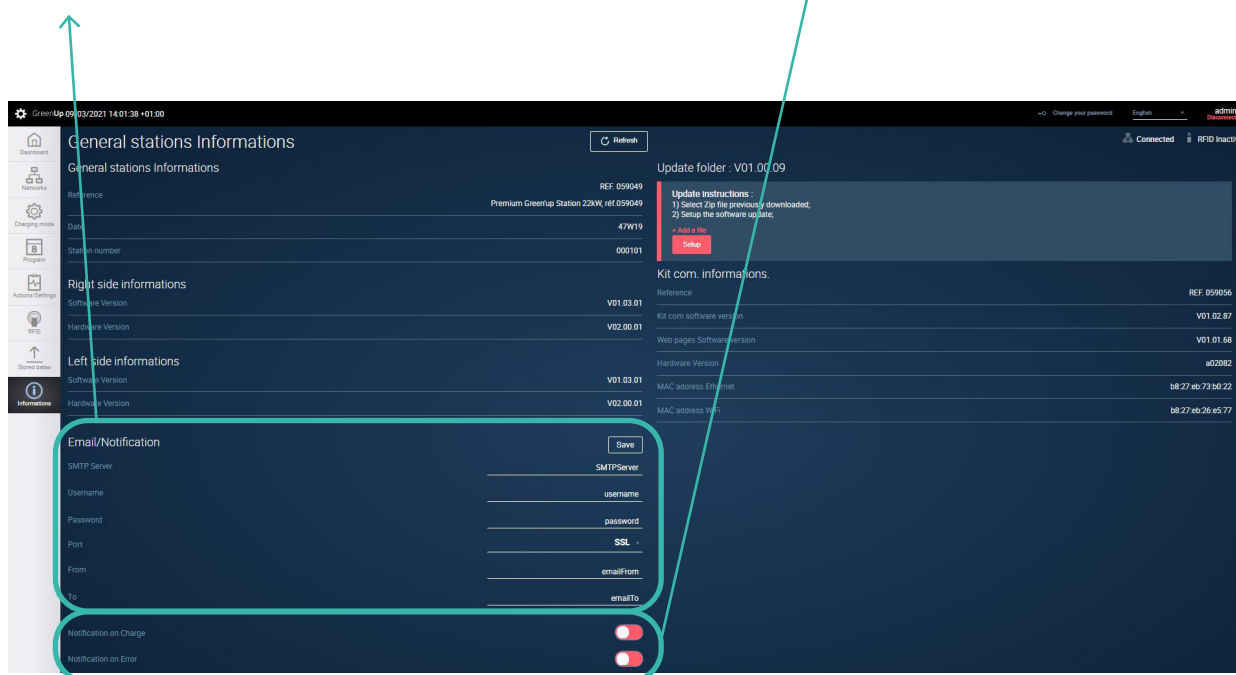 GreenUp 09/03/2021 14:01:38 +01:00
Change your password English admin
Disconnect
Dashboard
Networks
Charging mode
8
Program
Actions/Settings
RFID
Stored datas
Informations
General stations Informations Refresh
Connected RFID Inacti
General stations Informations
Reference REF. 059049
Premium Green'up Station 22kW, réf.059049
Date 47W19
Station number 000101
Right side informations
Software Version V01.03.01
Hardware Version V02.00.01
Left side informations
Software Version V01.03.01
Hardware Version V02.00.01
Email/Notification Save
SMTP Server SMTPServer
Username username
Password password
Port SSL
From emailFrom
To emailTo
Notification on Charge
Notification on Error
Update folder : V01.00.09
Update instructions :
1) Select Zip file previously downloaded;
2) Setup the software update;
+ Add a file
Setup
Kit com. informations.
Reference REF. 059056
Kit com software version V01.02.87
Web pages Software version V01.01.68
Hardware Version a02082
MAC address Ethernet b8:27:eb:73:b0:22
MAC address WiFi b8:27:eb:26:e5:77